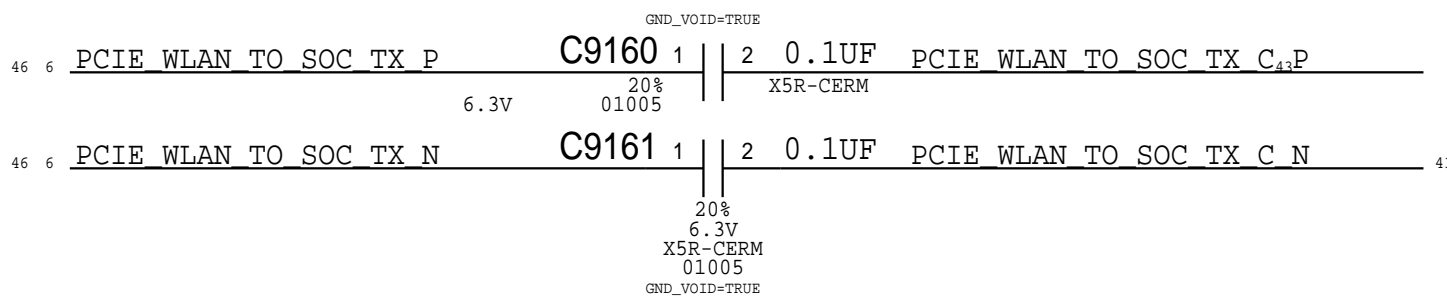 GND_VOID=TRUE
46 6 PCIE_WLAN_TO_SOC_TX_P C9160 1 2 0.1UF PCIE_WLAN_TO_SOC_TX_C_P 43
20% X5R-CERM
6.3V 01005
46 6 PCIE_WLAN_TO_SOC_TX_N C9161 1 2 0.1UF PCIE_WLAN_TO_SOC_TX_C_N
20%
6.3V
X5R-CERM
01005
GND_VOID=TRUE